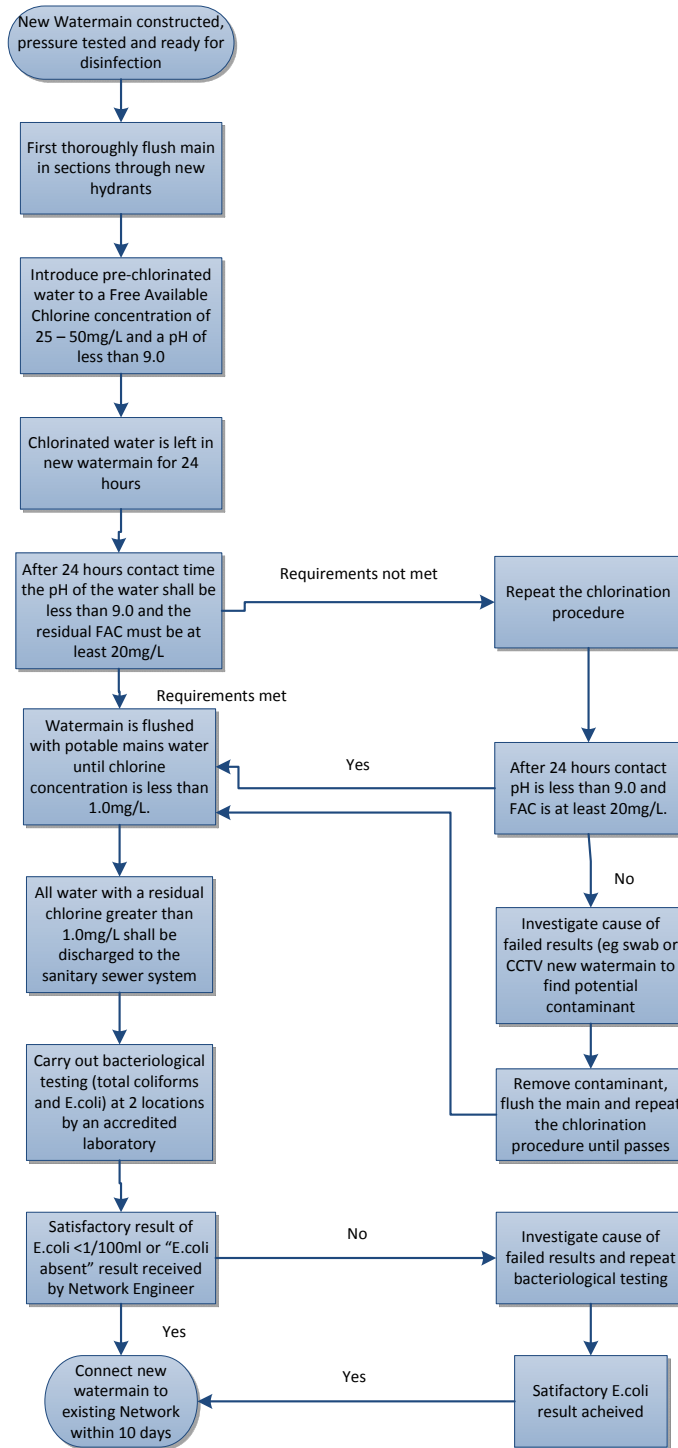 New Watermain constructed,
pressure tested and ready for
disinfection
First thoroughly flush main
in sections through new
hydrants
Introduce pre-chlorinated
water to a Free Available
Chlorine concentration of
25 – 50mg/L and a pH of
less than 9.0
Chlorinated water is left in
new watermain for 24
hours
After 24 hours contact time
the pH of the water shall be
less than 9.0 and the
residual FAC must be at
least 20mg/L
Requirements not met
Repeat the chlorination
procedure
Requirements met
Watermain is flushed
with potable mains water
until chlorine
concentration is less than
1.0mg/L.
Yes
After 24 hours contact
pH is less than 9.0 and
FAC is at least 20mg/L.
No
All water with a residual
chlorine greater than
1.0mg/L shall be
discharged to the
sanitary sewer system
Investigate cause of
failed results (eg swab or
CCTV new watermain to
find potential
contaminant
Carry out bacteriological
testing (total coliforms
and E.coli) at 2 locations
by an accredited
laboratory
Remove contaminant,
flush the main and repeat
the chlorination
procedure until passes
Satisfactory result of
E.coli <1/100ml or “E.coli
absent” result received
by Network Engineer
No
Investigate cause of
failed results and repeat
bacteriological testing
Yes
Connect new
watermain to
existing Network
within 10 days
Yes
Satifactory E.coli
result acheived